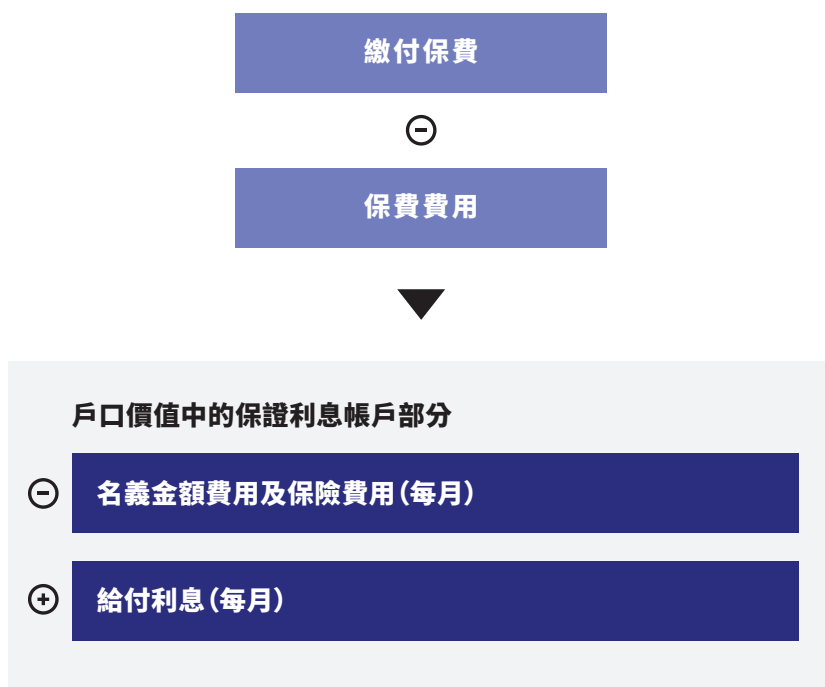 繳付保費
保費費用
戶口價值中的保證利息帳戶部分
名義金額費用及保險費用(每月)
給付利息(每月)